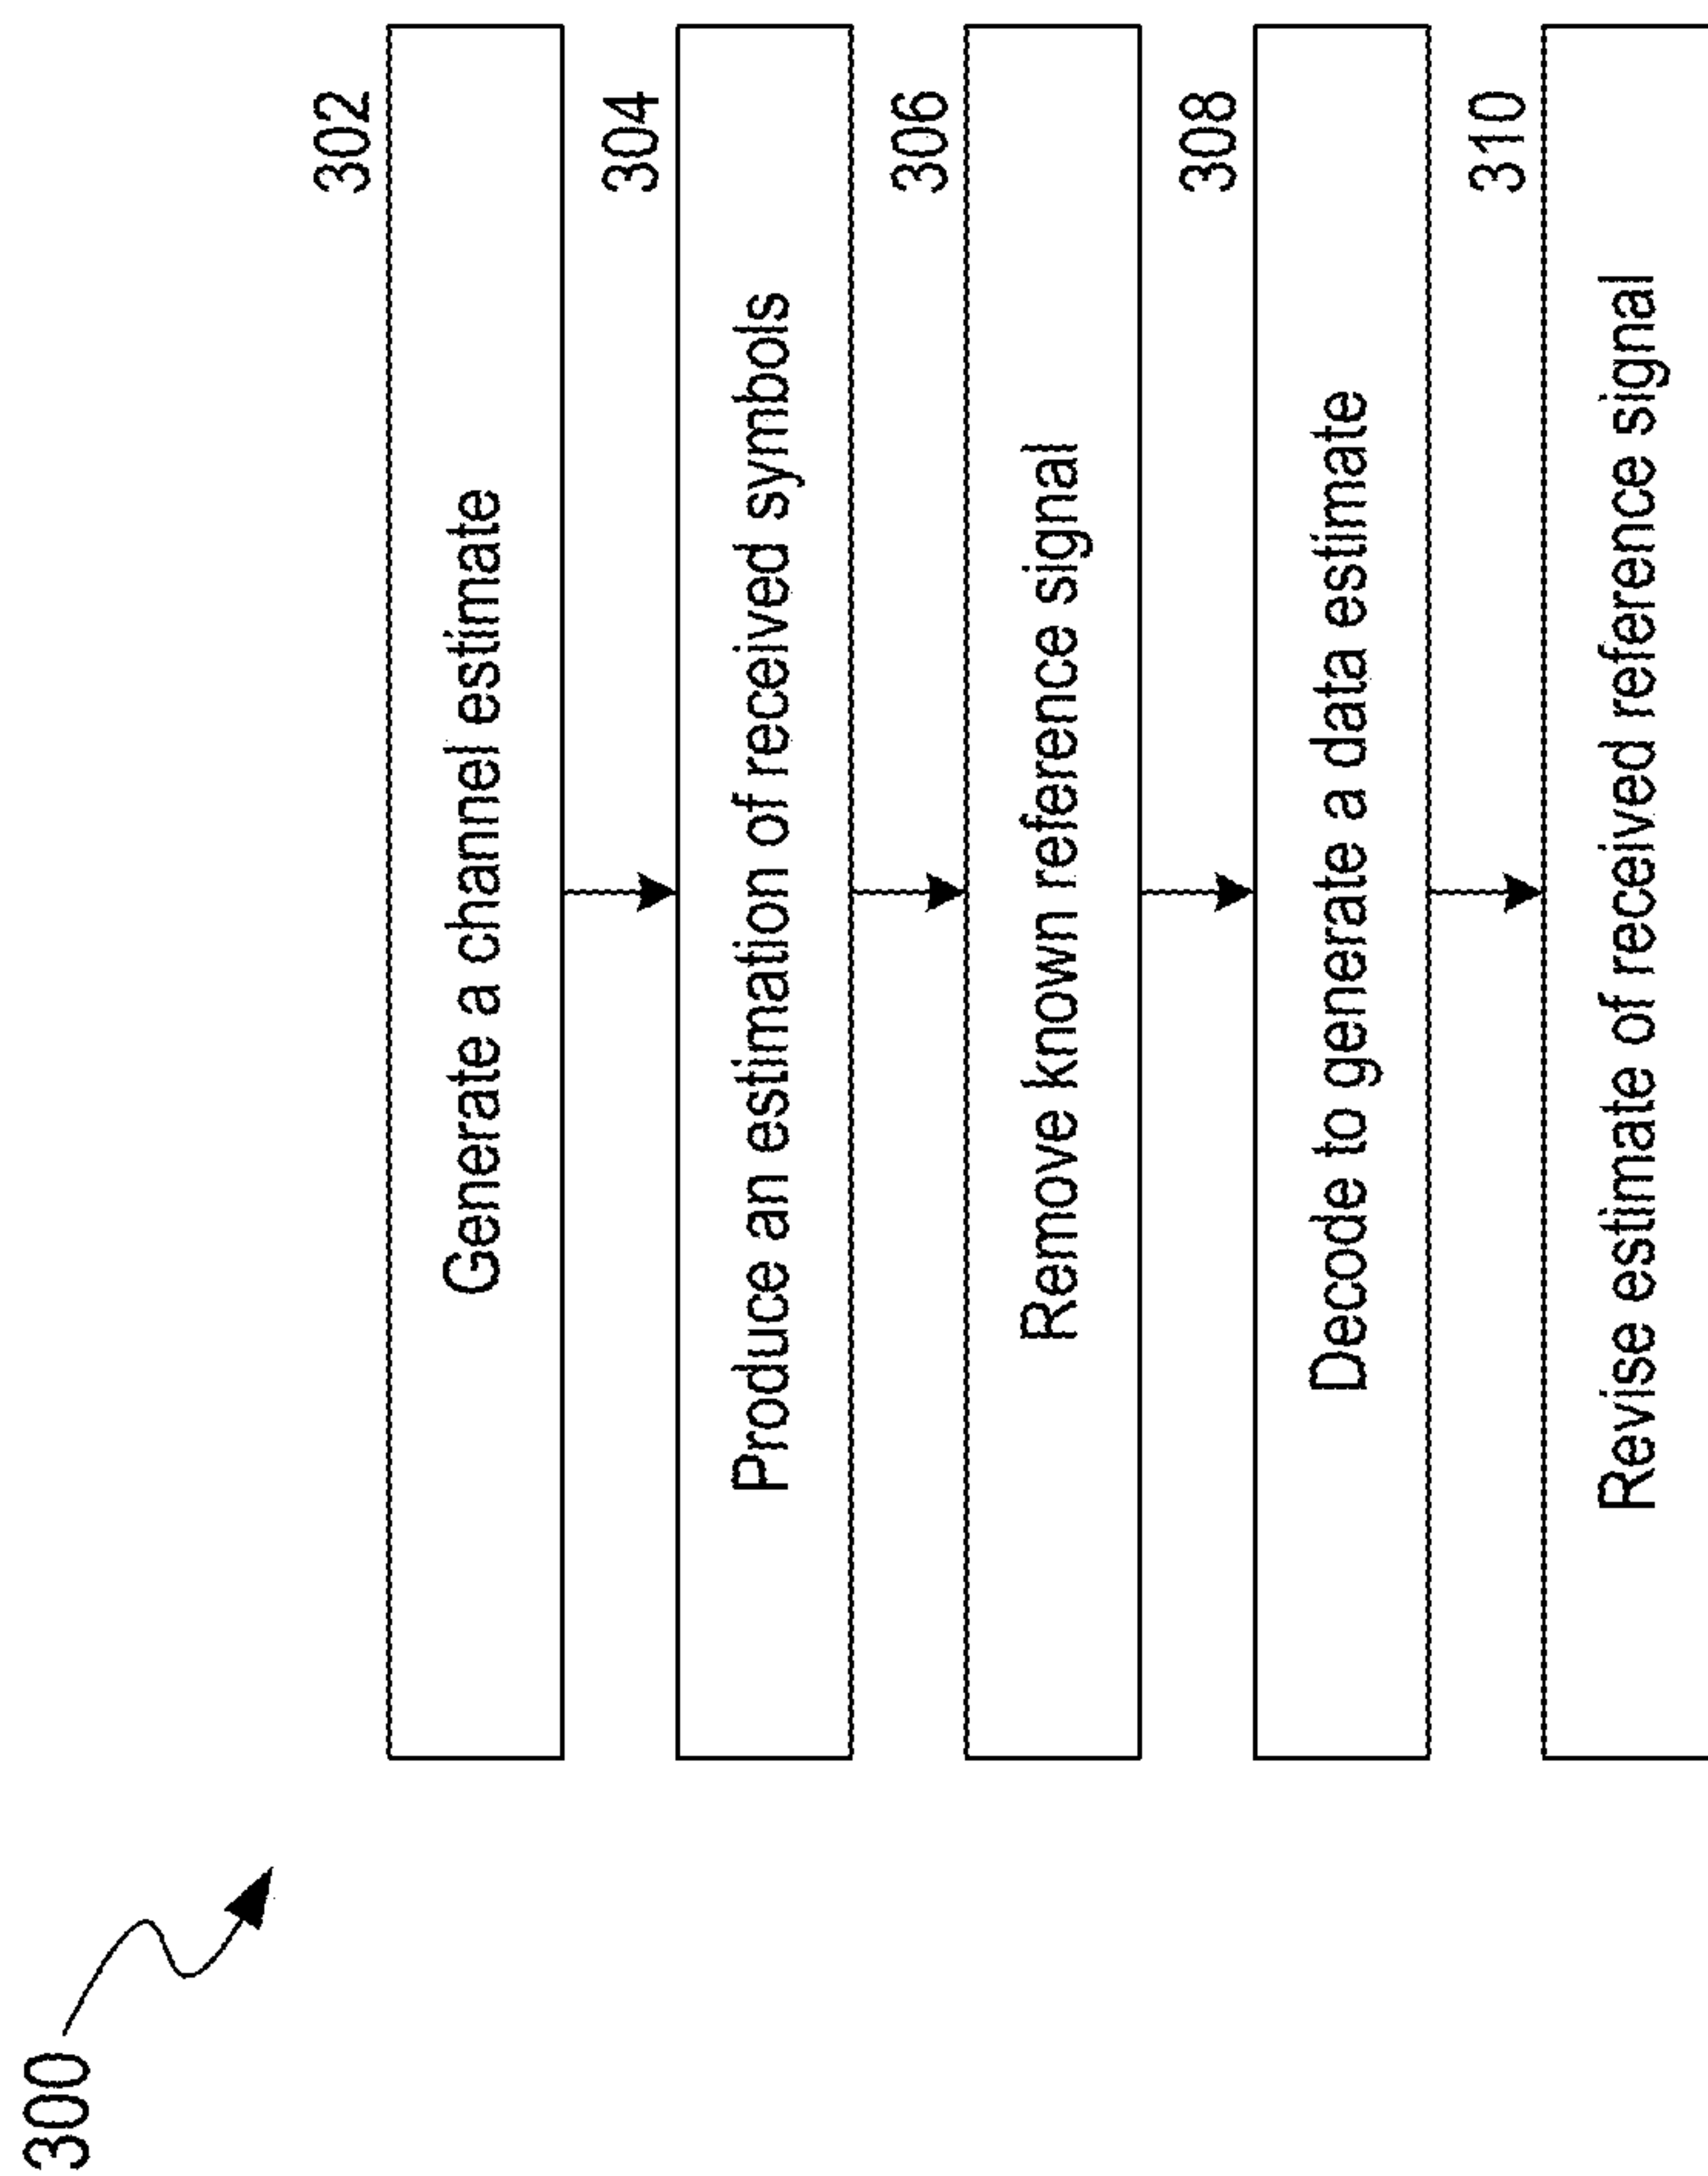 300
302
Generate a channel estimate
304
Produce an estimation of received symbols
306
Remove known reference signal
308
Decode to generate a data estimate
310
Revise estimate of received reference signal